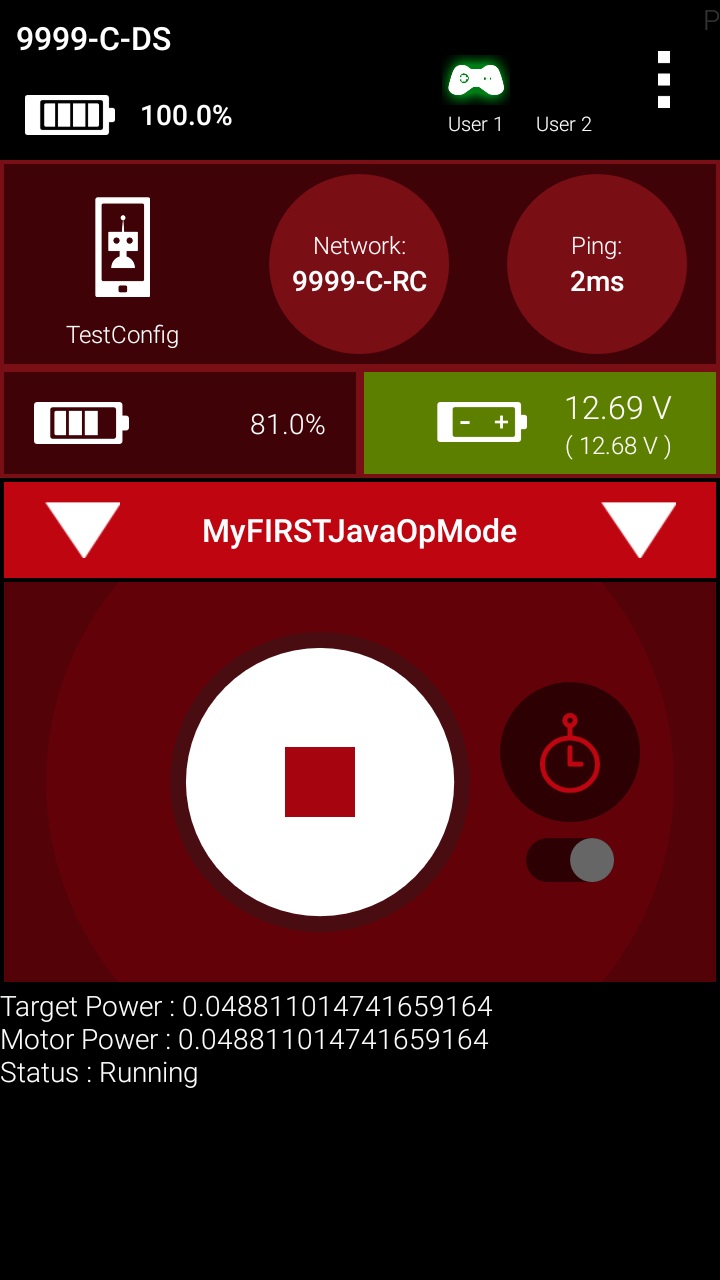 9999-C-DS
P
100.0%
User 1
User 2
Network:
9999-C-RC
Ping:
2ms
TestConfig
81.0%
12.69 V
( 12.68 V )
MyFIRSTJavaOpMode
Target Power : 0.048811014741659164
Motor Power : 0.048811014741659164
Status : Running